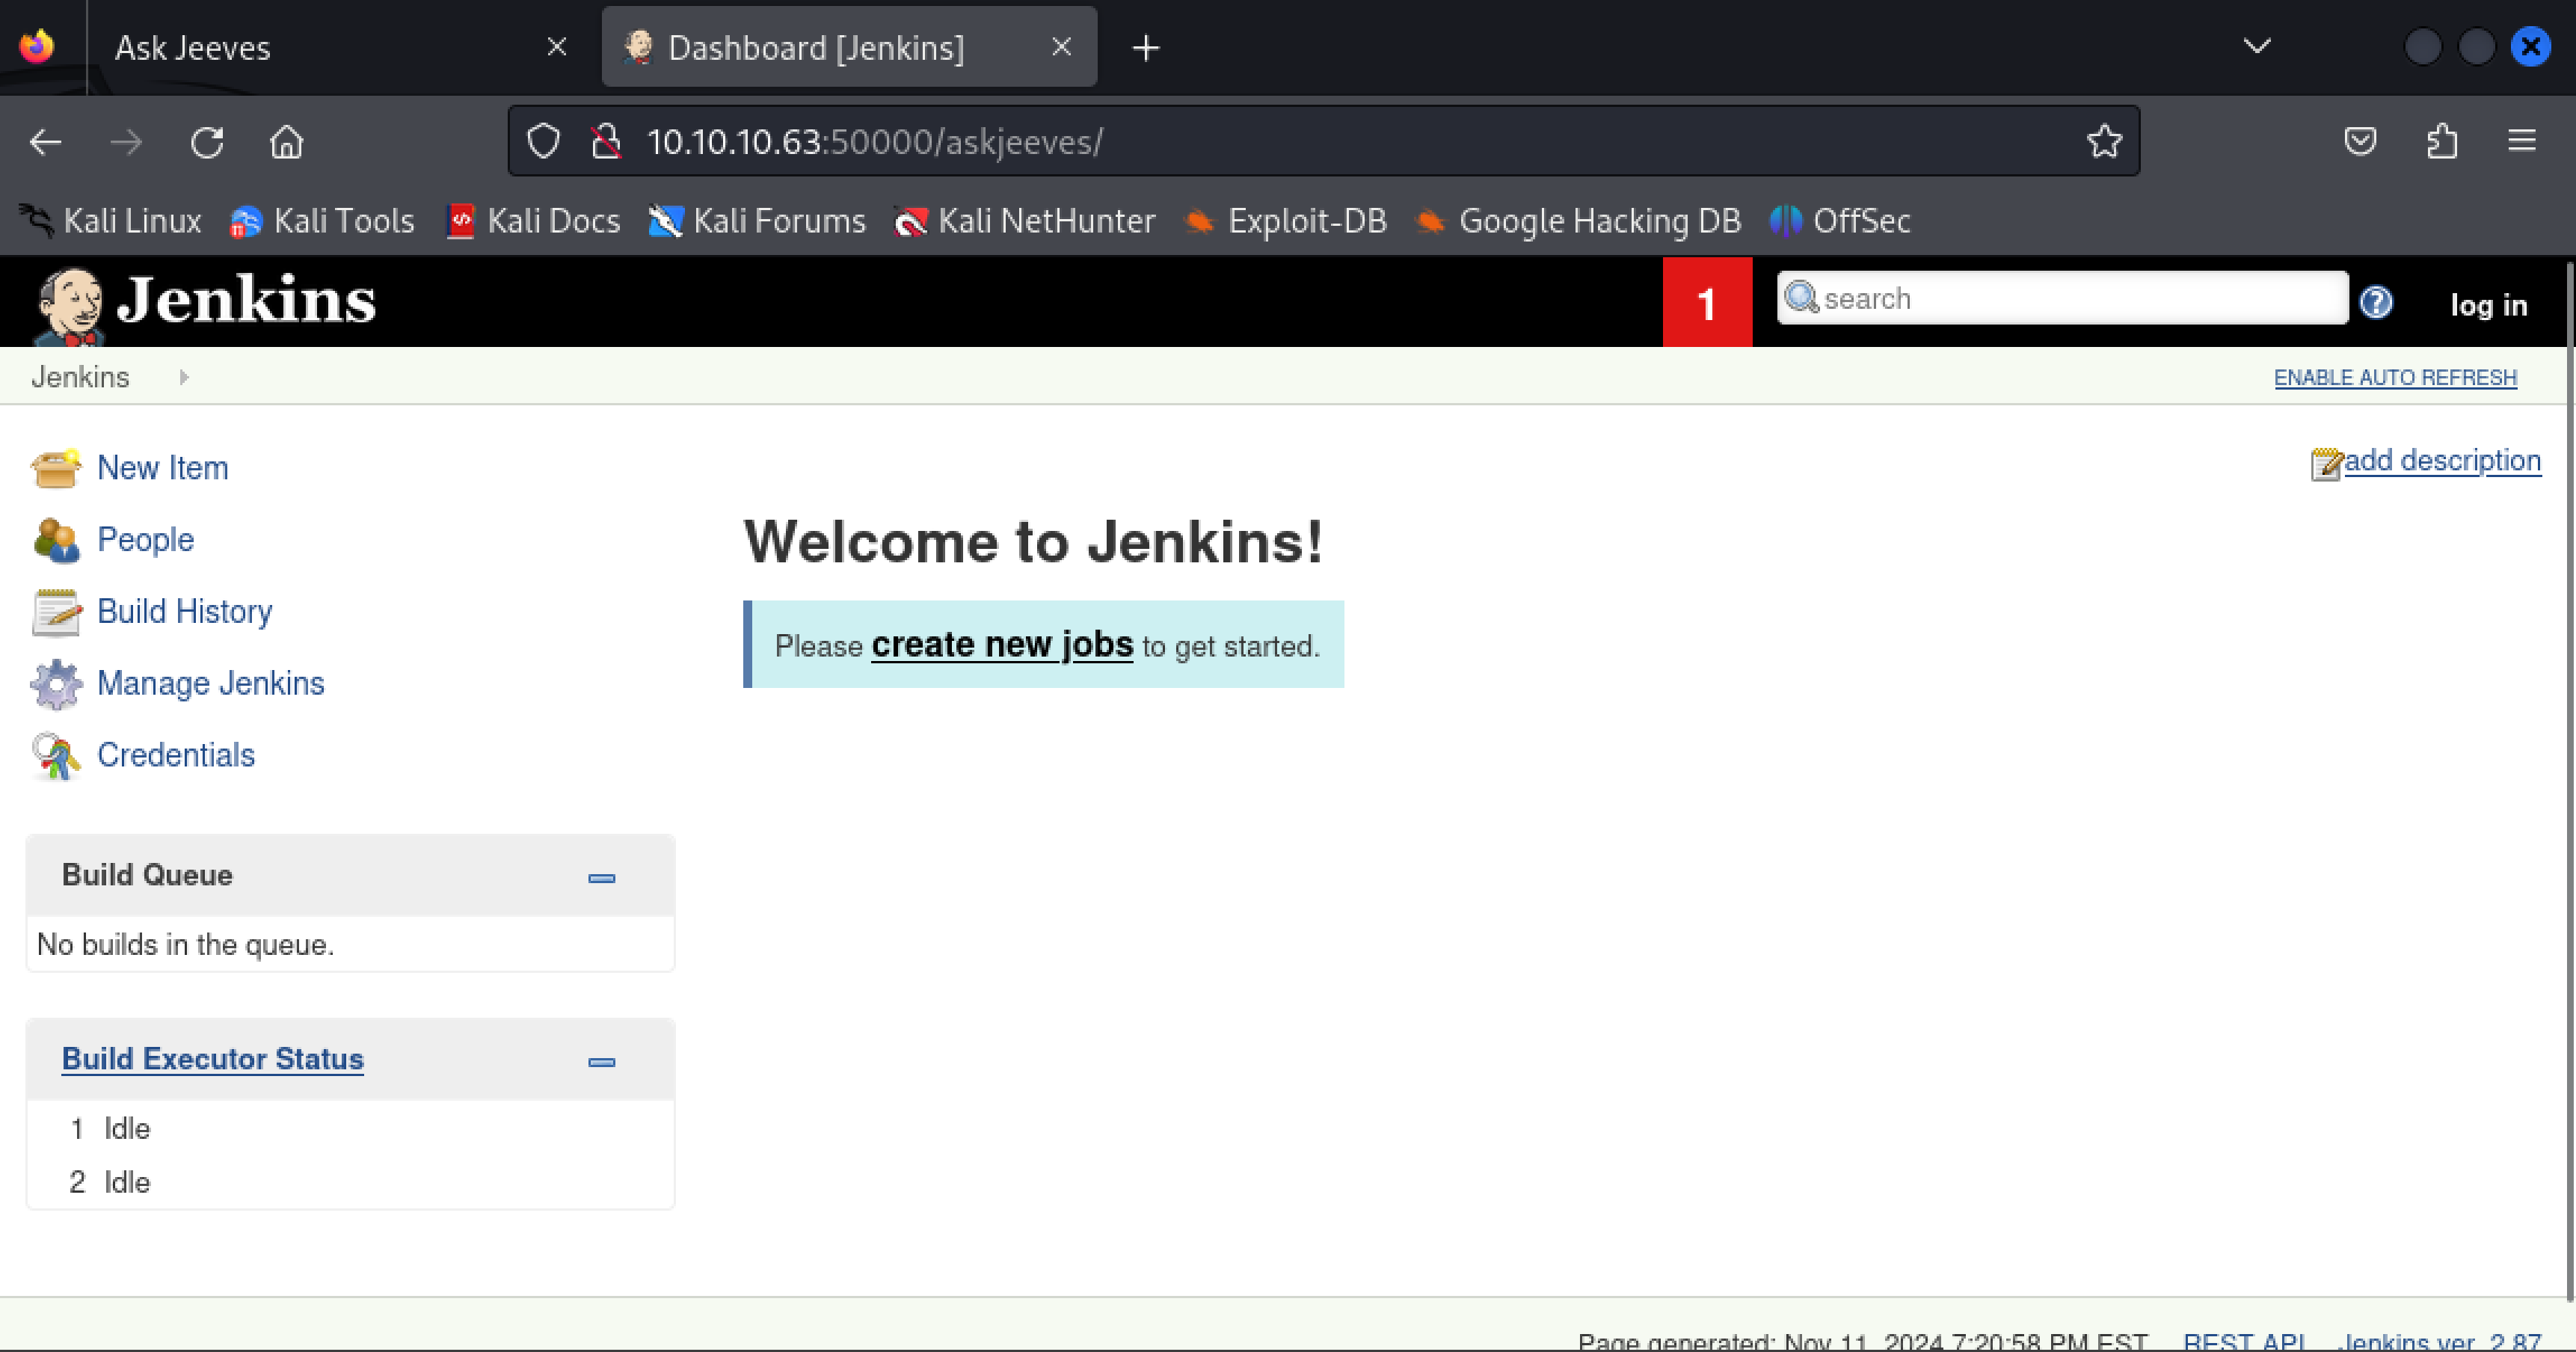 Ask Jeeves Dashboard [Jenkins]
10.10.10.63:50000/askjeeves/
Kali Linux Kali Tools Kali Docs Kali Forums Kali NetHunter Exploit-DB Google Hacking DB OffSec
Jenkins 1 search log in
Jenkins ENABLE AUTO REFRESH
add description
New Item
People
Build History
Manage Jenkins
Credentials
Welcome to Jenkins!
Please create new jobs to get started.
Build Queue
No builds in the queue.
Build Executor Status
1 Idle
2 Idle
Page generated: Nov 11, 2024 7:20:58 PM EST REST API Jenkins ver. 2.87